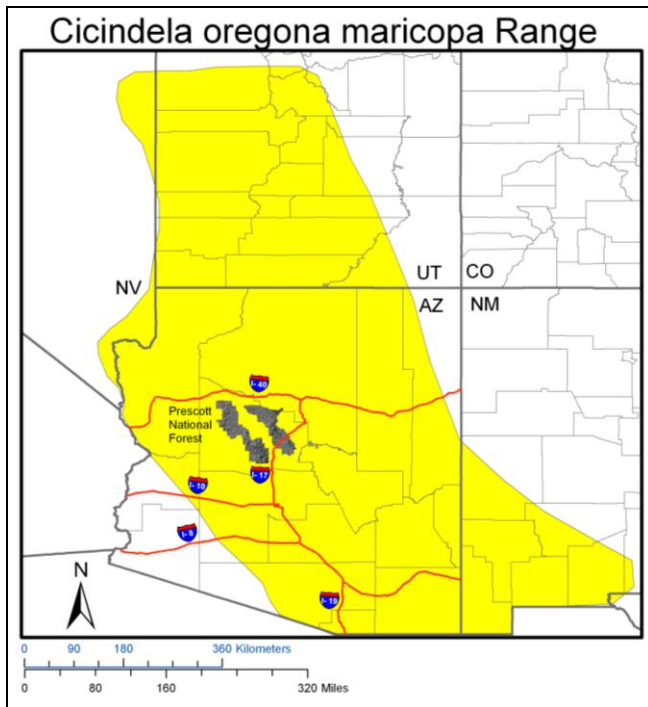 Cicindela oregona maricopa Range
UT
CO
NV
AZ
NM
I-40
Prescott
National
Forest
I-17
I-10
I-8
N
I-19
0 90 180 360 Kilometers
0 80 160 320 Miles